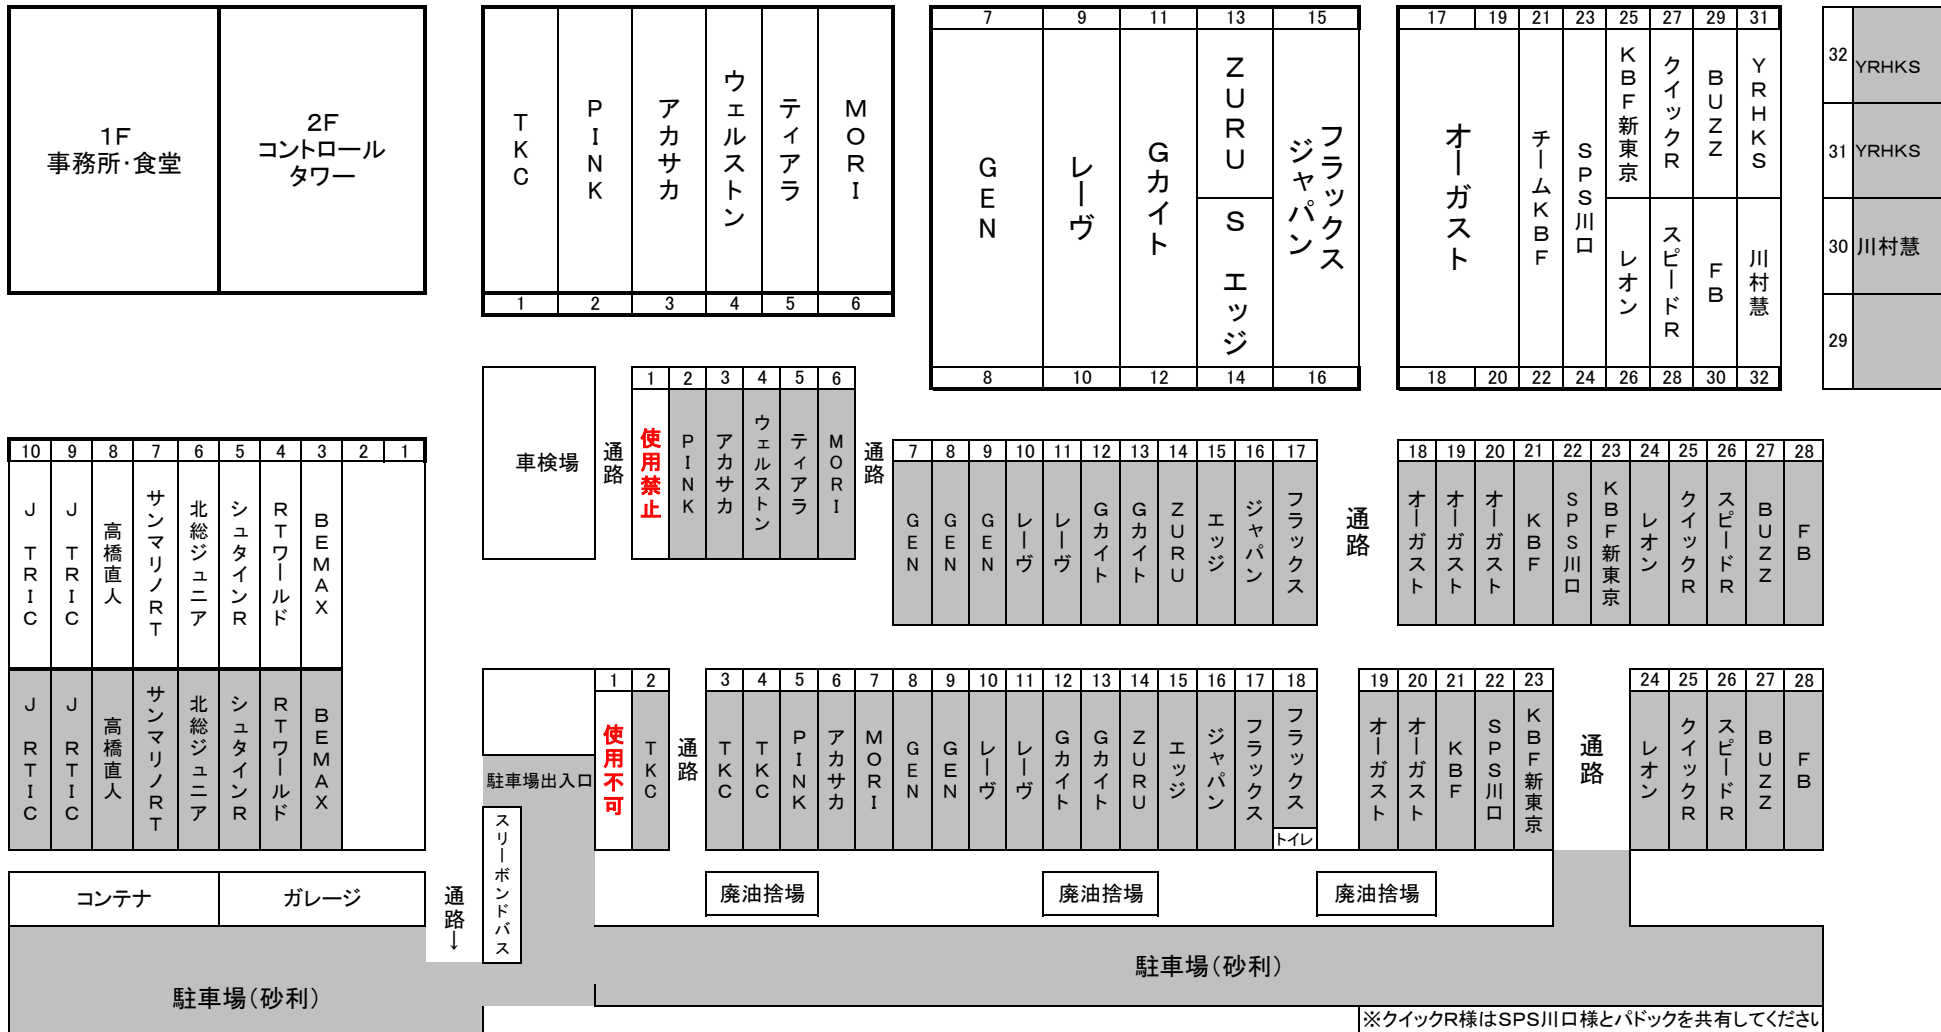 1F
事務所・食堂
2F
コントロール
タワー
TKC
PINK
アカサカ
ウェルストン
ティアラ
MORI
1 2 3 4 5 6
7 9 11 13 15
GEN
レーヴ
Gカイト
ZURU
S エッジ
フラックス
ジャパン
8 10 12 14 16
17 19 21 23 25 27 29 31
オーガスト
チームKBF
SPS川口
KBF新東京
クイックR
BUZZ
YRHKS
レオン
スピードR
FB
川村慧
18 20 22 24 26 28 30 32
32 YRHKS
31 YRHKS
30 川村慧
29
車検場
通路
1 2 3 4 5 6
使用禁止
PINK
アカサカ
ウェルストン
ティアラ
MORI
通路
7 8 9 10 11 12 13 14 15 16 17
GEN
GEN
GEN
レーヴ
レーヴ
Gカイト
Gカイト
ZURU
エッジ
ジャパン
フラックス
通路
18 19 20 21 22 23 24 25 26 27 28
オーガスト
オーガスト
オーガスト
KBF
SPS川口
KBF新東京
レオン
クイックR
スピードR
BUZZ
FB
10 9 8 7 6 5 4 3 2 1
J TRIC
J TRIC
高橋直人
サンマリノRT
北総ジュニア
シュタインR
RTワールド
BEMAX
J RTIC
J RTIC
高橋直人
サンマリノRT
北総ジュニア
シュタインR
RTワールド
BEMAX
駐車場出入口
1 2
使用不可
TKC
通路
3 4 5 6 7 8 9 10 11 12 13 14 15 16 17 18
TKC
TKC
PINK
アカサカ
MORI
GEN
GEN
レーヴ
レーヴ
Gカイト
Gカイト
ZURU
エッジ
ジャパン
フラックス
フラックス
トイレ
19 20 21 22 23
オーガスト
オーガスト
KBF
SPS川口
KBF新東京
通路
24 25 26 27 28
レオン
クイックR
スピードR
BUZZ
FB
コンテナ
ガレージ
通路→
スリーボンドバス
廃油捨場
廃油捨場
廃油捨場
駐車場(砂利)
駐車場(砂利)
※クイックR様はSPS川口様とパドックを共有してください